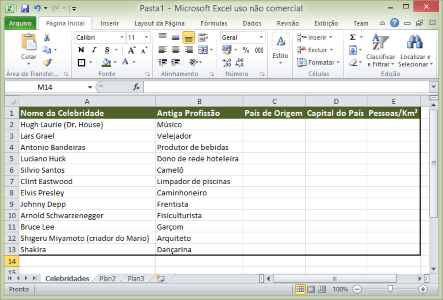 Pasta1 - Microsoft Excel uso não comercial
Arquivo Página Inicial Inserir Layout da Página Fórmulas Dados Revisão Exibição Team
Colar
Calibri 11
N I S
Geral
% 000
Estilo
Inserir
Excluir
Formatar
Classificar e Filtrar
Localizar e Selecionar
Área de Transfer... Fonte Alinhamento Número Células Edição
M14 fx
A B C D E
1 Nome da Celebridade Antiga Profissão País de Origem Capital do País Pessoas/Km²
2 Hugh Laurie (Dr. House) Músico
3 Lars Grael Velejador
4 Antonio Bandeiras Produtor de bebidas
5 Luciano Huck Dono de rede hoteleira
6 Silvio Santos Camelô
7 Clint Eastwood Limpador de piscinas
8 Elvis Presley Caminhoneiro
9 Johnny Depp Frentista
10 Arnold Schwarzenegger Fisiculturista
11 Bruce Lee Garçom
12 Shigeru Miyamoto (criador do Mario) Arquiteto
13 Shakira Dançarina
14
15
Celebridades Plan2 Plan3
Pronto 100%